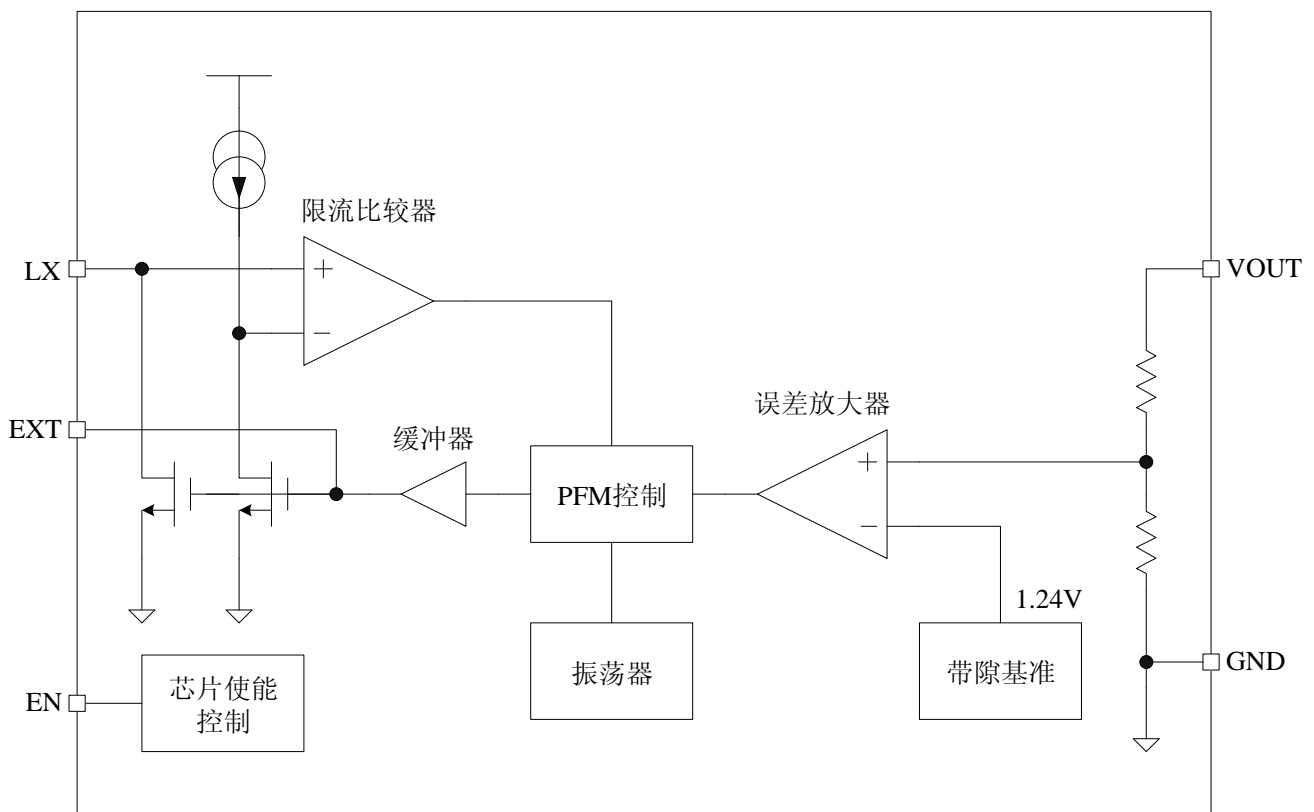 限流比较器
LX
+
−
VOUT
EXT
缓冲器
误差放大器
+
−
PFM控制
1.24V
振荡器
带隙基准
GND
EN
芯片使能
控制